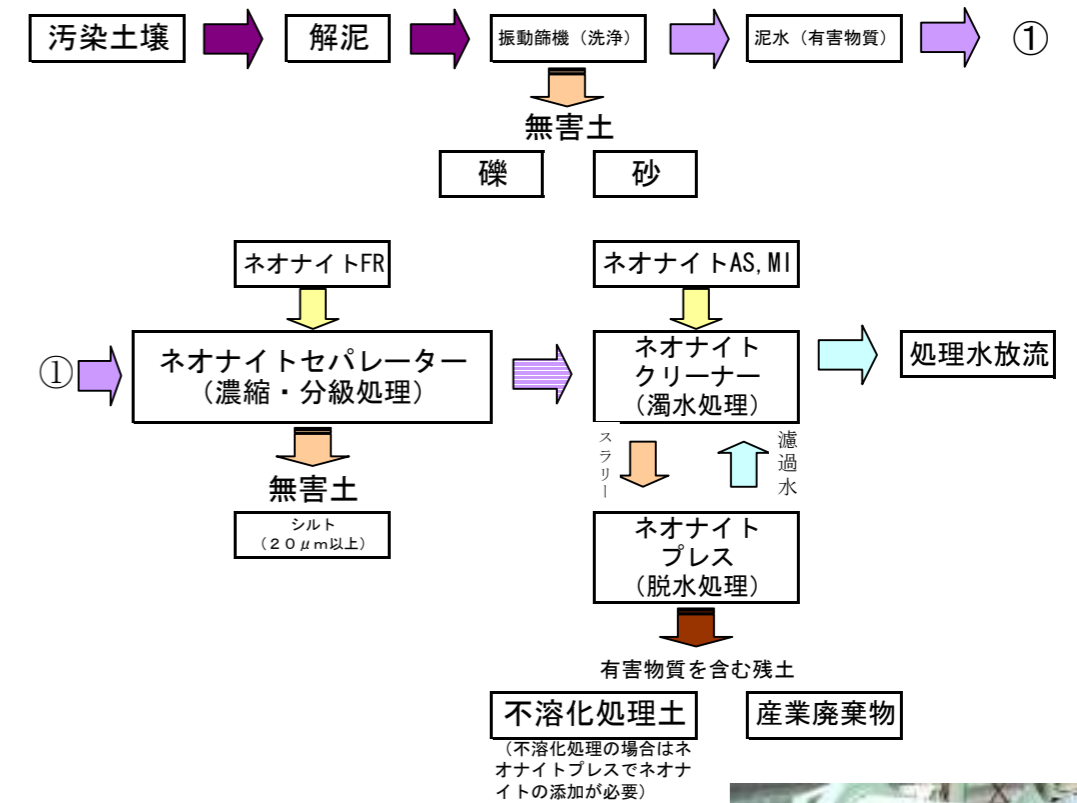 汚染土壌
解泥
振動篩機（洗浄）
泥水（有害物質）
①
無害土
礫
砂
ネオナイトFR
ネオナイトAS,MI
①
ネオナイトセパレーター
（濃縮・分級処理）
ネオナイト
クリーナー
（濁水処理）
処理水放流
無害土
シルト
（２０μｍ以上）
スラリー
濾過水
ネオナイト
プレス
（脱水処理）
有害物質を含む残土
不溶化処理土
産業廃棄物
（不溶化処理の場合はネ
オナイトプレスでネオナ
イトの添加が必要）